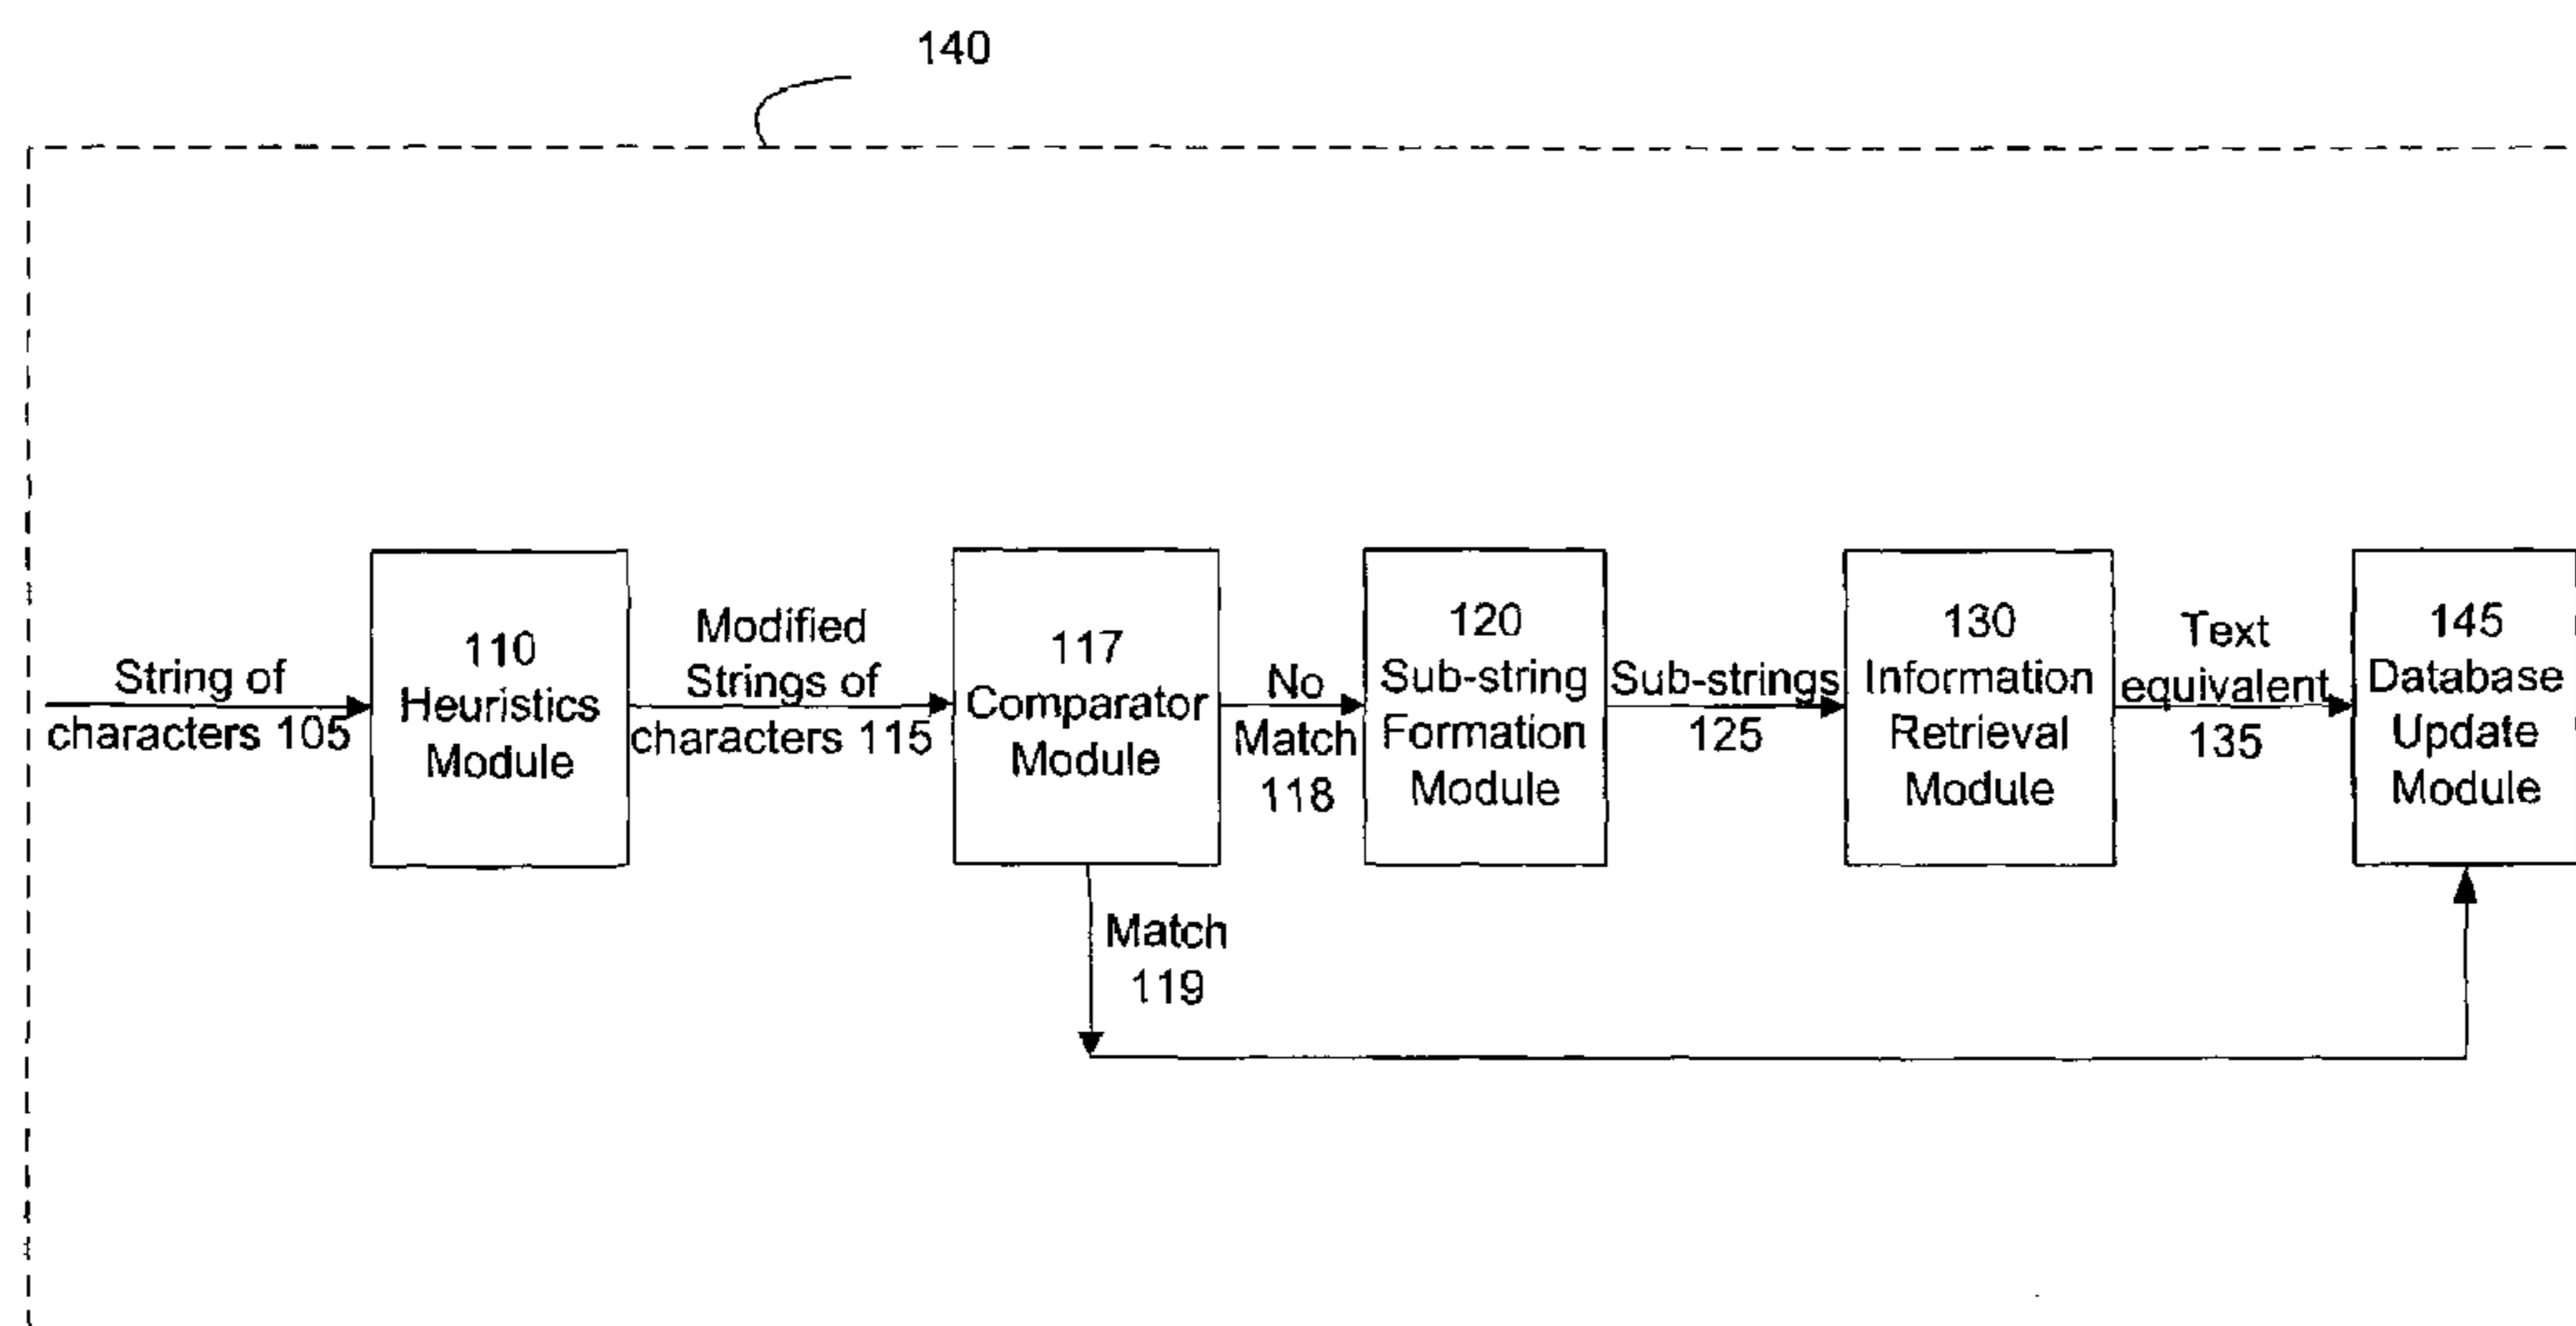 140
String of
characters 105
110
Heuristics
Module
Modified
Strings of
characters 115
117
Comparator
Module
No
Match
118
120
Sub-string
Formation
Module
Sub-strings
125
130
Information
Retrieval
Module
Text
equivalent
135
145
Database
Update
Module
Match
119